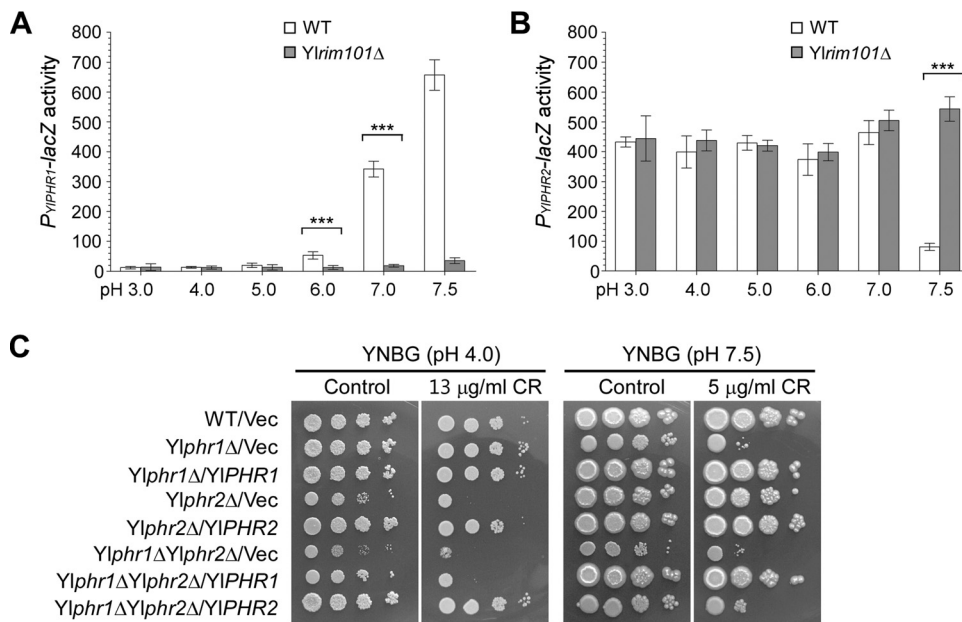 A
WT
Ylrim101Δ
PYlPHR1-lacZ activity
800
700
600
500
400
300
200
100
0
***
***
pH 3.0 4.0 5.0 6.0 7.0 7.5
B
WT
Ylrim101Δ
PYlPHR2-lacZ activity
800
700
600
500
400
300
200
100
0
***
pH 3.0 4.0 5.0 6.0 7.0 7.5
C
YNBG (pH 4.0) YNBG (pH 7.5)
Control 13 μg/ml CR Control 5 μg/ml CR
WT/Vec
Ylphr1Δ/Vec
Ylphr1Δ/YlPHR1
Ylphr2Δ/Vec
Ylphr2Δ/YlPHR2
Ylphr1ΔYlphr2Δ/Vec
Ylphr1ΔYlphr2Δ/YlPHR1
Ylphr1ΔYlphr2Δ/YlPHR2